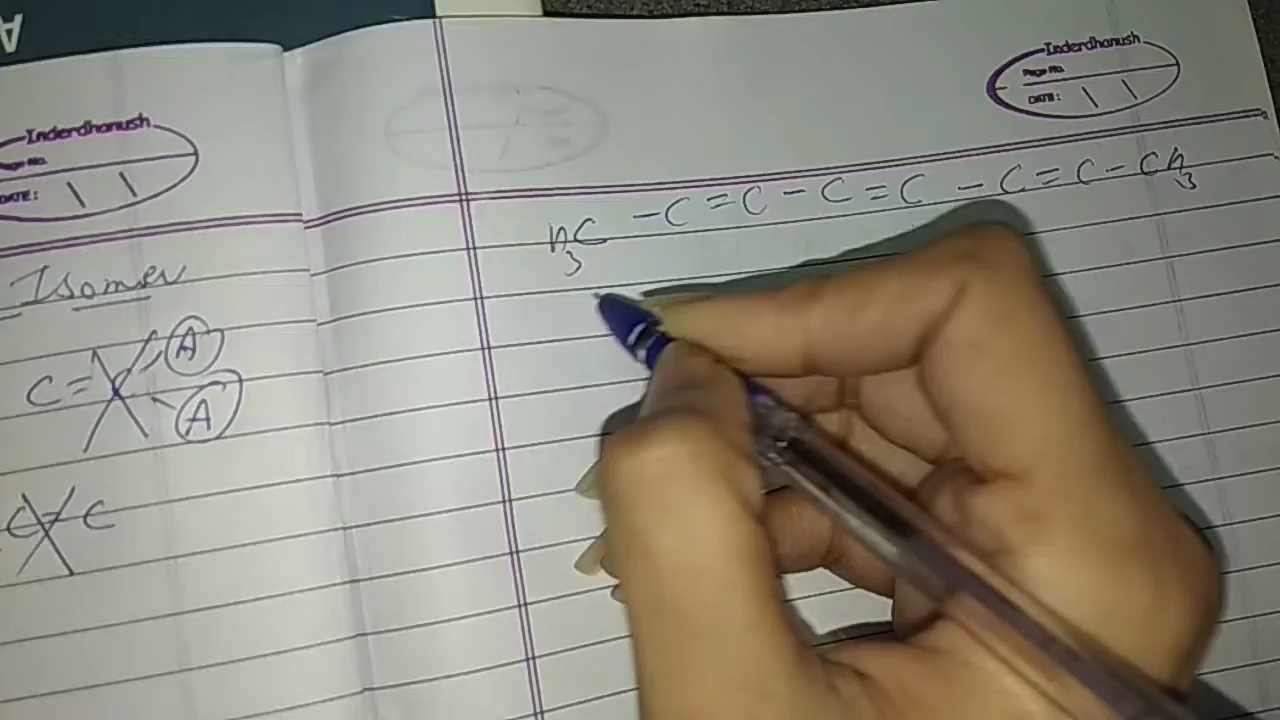 A
Inderdhanush
Page No.
DATE: \ \
Isomer
C = A
A
C = C
Inderdhanush
Page No.
DATE: \ \
H3C - C = C - C = C - C = C - CH3